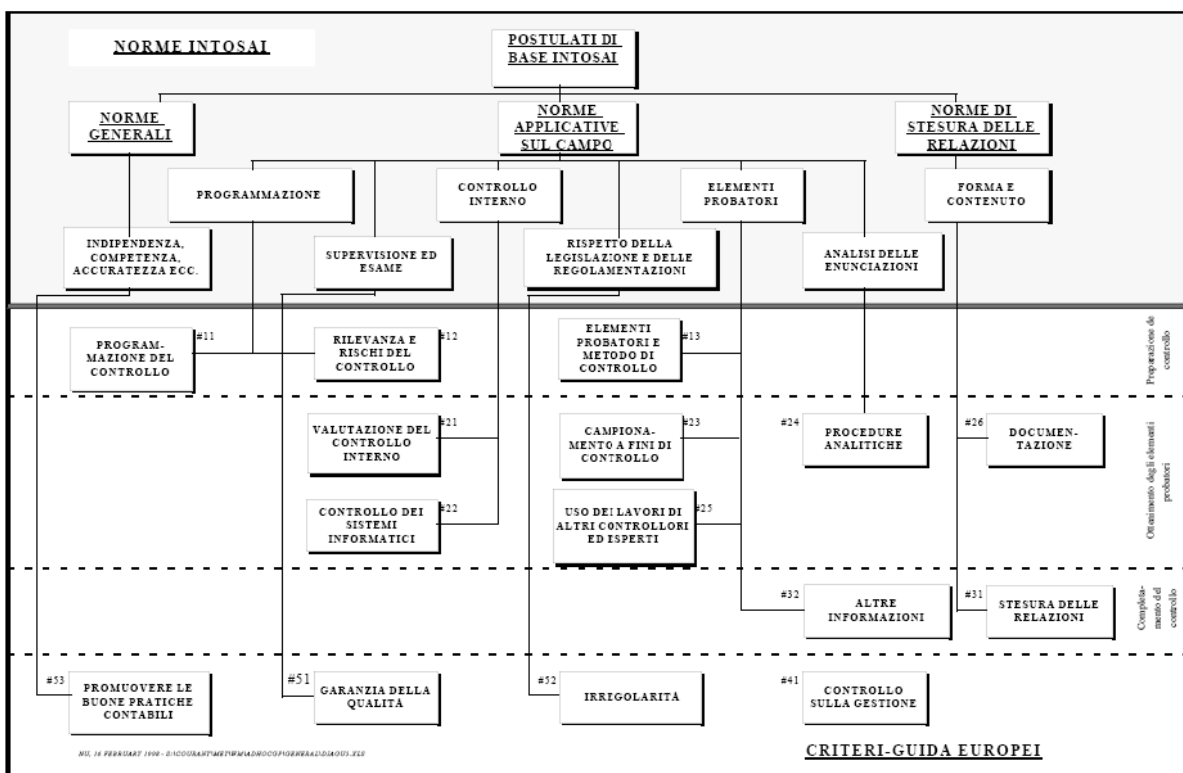 NORME INTOSAI
POSTULATI DI
BASE INTOSAI
NORME
GENERALI
NORME
APPLICATIVE
SUL CAMPO
NORME DI
STESURA DELLE
RELAZIONI
PROGRAMMAZIONE
CONTROLLO
INTERNO
ELEMENTI
PROBATORI
FORMA E
CONTENUTO
INDIPENDENZA,
COMPETENZA,
ACCURATEZZA ECC.
SUPERVISIONE ED
ESAME
RISPETTO DELLA
LEGISLAZIONE E DELLE
REGOLAMENTAZIONI
ANALISI DELLE
ENUNCIAZIONI
#11
PROGRAM-
MAZIONE DEL
CONTROLLO
#12
RILEVANZA E
RISCHI DEL
CONTROLLO
#13
ELEMENTI
PROBATORI E
METODO DI
CONTROLLO
Preparazione de
controllo
#21
VALUTAZIONE DEL
CONTROLLO
INTERNO
#23
CAMPIONA-
MENTO A FINI DI
CONTROLLO
#24
PROCEDURE
ANALITICHE
#26
DOCUMEN-
TAZIONE
Ottenimento degli elementi
probatori
#22
CONTROLLO DEI
SISTEMI
INFORMATICI
#25
USO DEI LAVORI DI
ALTRI CONTROLLORI
ED ESPERTI
#32
ALTRE
INFORMAZIONI
#31
STESURA DELLE
RELAZIONI
Completa-
mento del
controllo
#53
PROMUOVERE LE
BUONE PRATICHE
CONTABILI
#51
GARANZIA DELLA
QUALITÀ
#52
IRREGOLARITÀ
#41
CONTROLLO
SULLA GESTIONE
NU, 16 FEBRUARY 1998 -
CRITERI-GUIDA EUROPEI